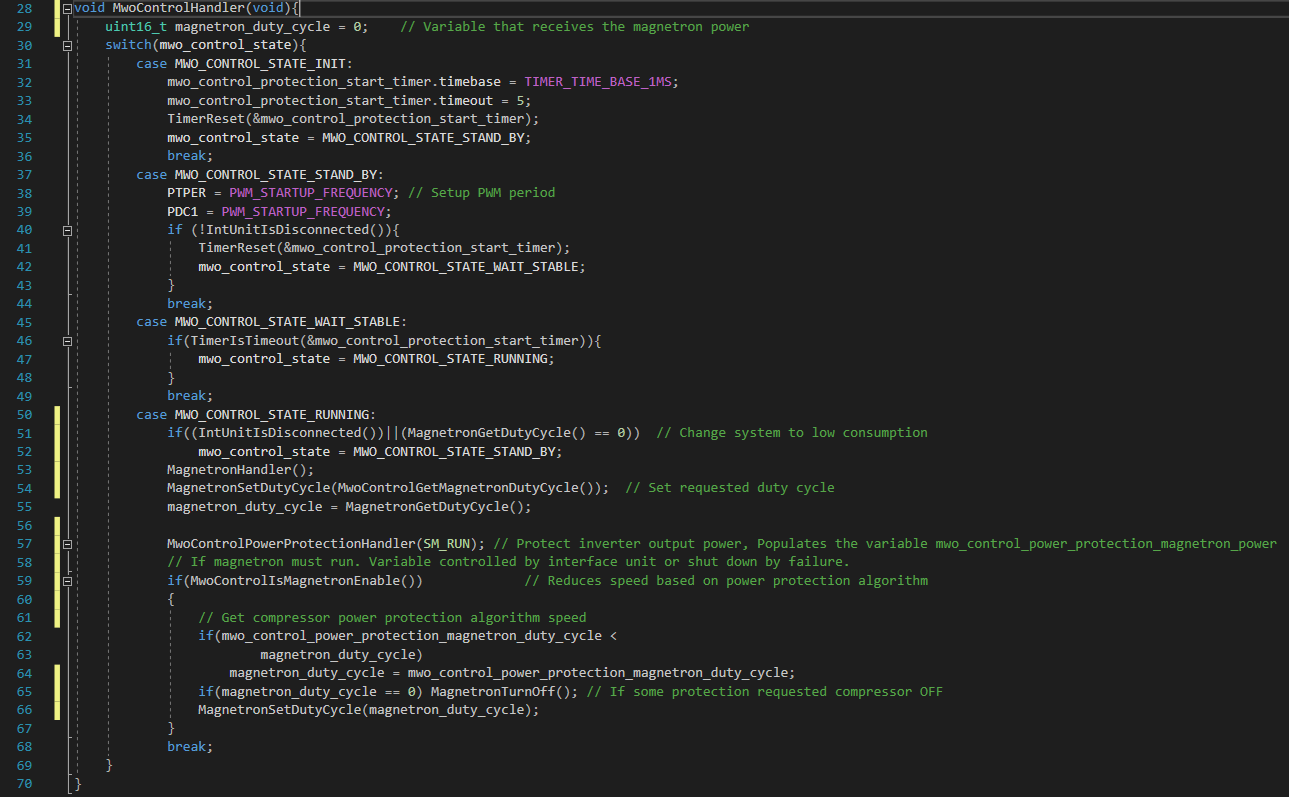 28 void MwoControlHandler(void){
29     uint16_t magnetron_duty_cycle = 0;    // Variable that receives the magnetron power
30     switch(mwo_control_state){
31         case MWO_CONTROL_STATE_INIT:
32             mwo_control_protection_start_timer.timebase = TIMER_TIME_BASE_1MS;
33             mwo_control_protection_start_timer.timeout = 5;
34             TimerReset(&mwo_control_protection_start_timer);
35             mwo_control_state = MWO_CONTROL_STATE_STAND_BY;
36             break;
37         case MWO_CONTROL_STATE_STAND_BY:
38             PTPER = PWM_STARTUP_FREQUENCY; // Setup PWM period
39             PDC1 = PWM_STARTUP_FREQUENCY;
40             if (!IntUnitIsDisconnected()){
41                 TimerReset(&mwo_control_protection_start_timer);
42                 mwo_control_state = MWO_CONTROL_STATE_WAIT_STABLE;
43             }
44             break;
45         case MWO_CONTROL_STATE_WAIT_STABLE:
46             if(TimerIsTimeout(&mwo_control_protection_start_timer)){
47                 mwo_control_state = MWO_CONTROL_STATE_RUNNING;
48             }
49             break;
50         case MWO_CONTROL_STATE_RUNNING:
51             if((IntUnitIsDisconnected())||(MagnetronGetDutyCycle() == 0))  // Change system to low consumption
52                 mwo_control_state = MWO_CONTROL_STATE_STAND_BY;
53             MagnetronHandler();
54             MagnetronSetDutyCycle(MwoControlGetMagnetronDutyCycle());  // Set requested duty cycle
55             magnetron_duty_cycle = MagnetronGetDutyCycle();
56
57             MwoControlPowerProtectionHandler(SM_RUN); // Protect inverter output power, Populates the variable mwo_control_power_protection_magnetron_power
58             // If magnetron must run. Variable controlled by interface unit or shut down by failure.
59             if(MwoControlIsMagnetronEnable())             // Reduces speed based on power protection algorithm
60             {
61                 // Get compressor power protection algorithm speed
62                 if(mwo_control_power_protection_magnetron_duty_cycle <
63                         magnetron_duty_cycle)
64                     magnetron_duty_cycle = mwo_control_power_protection_magnetron_duty_cycle;
65                 if(magnetron_duty_cycle == 0) MagnetronTurnOff(); // If some protection requested compressor OFF
66                 MagnetronSetDutyCycle(magnetron_duty_cycle);
67             }
68             break;
69     }
70 }